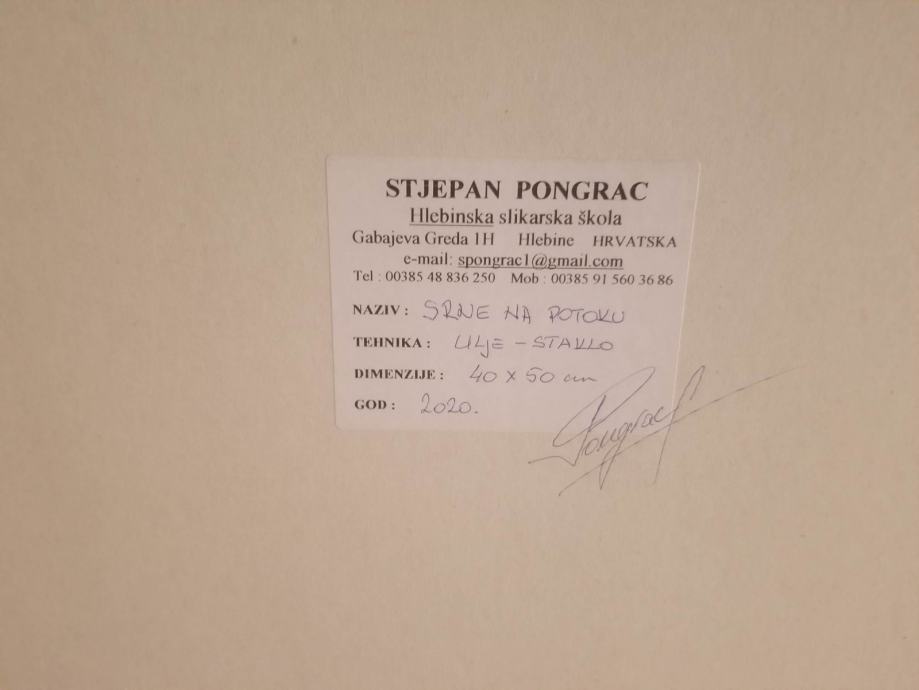 STJEPAN PONGRAC
Hlebinska slikarska škola
Gabajeva Greda 1H Hlebine HRVATSKA
e-mail: spongrac1@gmail.com
Tel : 00385 48 836 250 Mob : 00385 91 560 36 86
NAZIV : SRNE NA POTOKU
TEHNIKA : ULJE - STAKLO
DIMENZIJE : 40 x 50 cm
GOD : 2020.
Pongrac